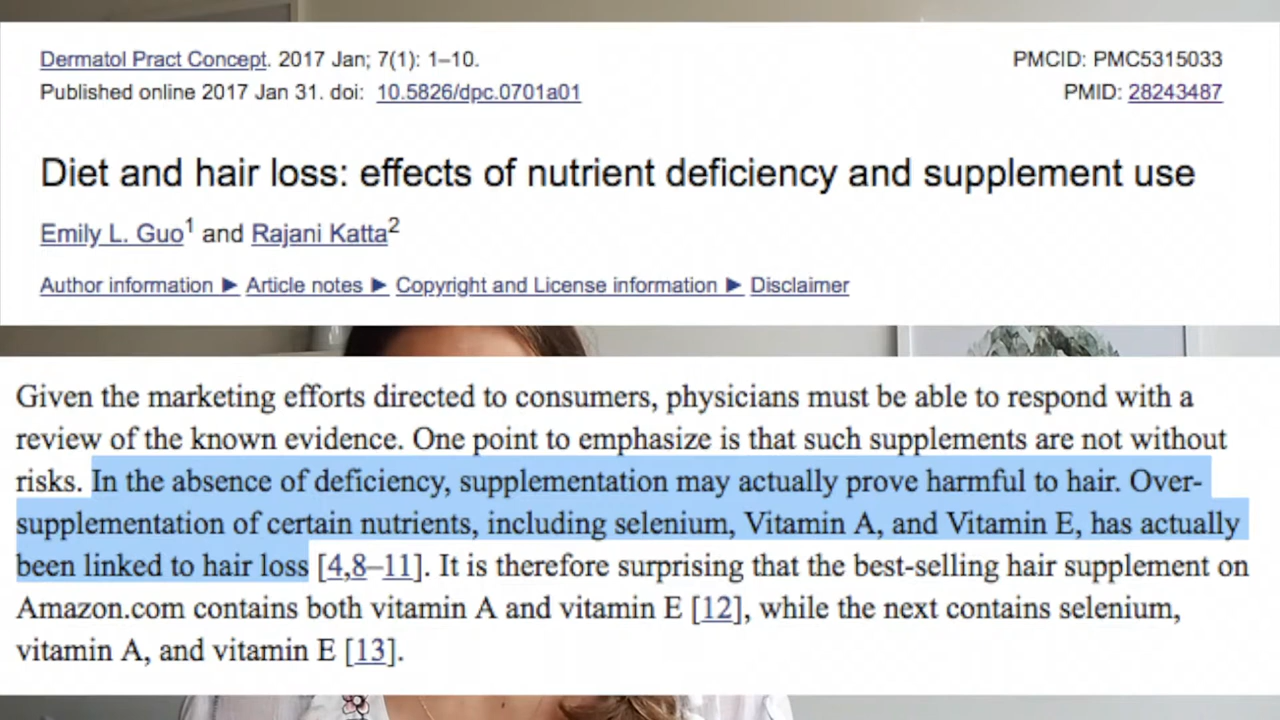 Dermatol Pract Concept. 2017 Jan; 7(1): 1–10.
PMCID: PMC5315033
Published online 2017 Jan 31. doi: 10.5826/dpc.0701a01
PMID: 28243487
Diet and hair loss: effects of nutrient deficiency and supplement use
Emily L. Guo1 and Rajani Katta2
Author information ► Article notes ► Copyright and License information ► Disclaimer
Given the marketing efforts directed to consumers, physicians must be able to respond with a
review of the known evidence. One point to emphasize is that such supplements are not without
risks. In the absence of deficiency, supplementation may actually prove harmful to hair. Over-
supplementation of certain nutrients, including selenium, Vitamin A, and Vitamin E, has actually
been linked to hair loss [4,8–11]. It is therefore surprising that the best-selling hair supplement on
Amazon.com contains both vitamin A and vitamin E [12], while the next contains selenium,
vitamin A, and vitamin E [13].